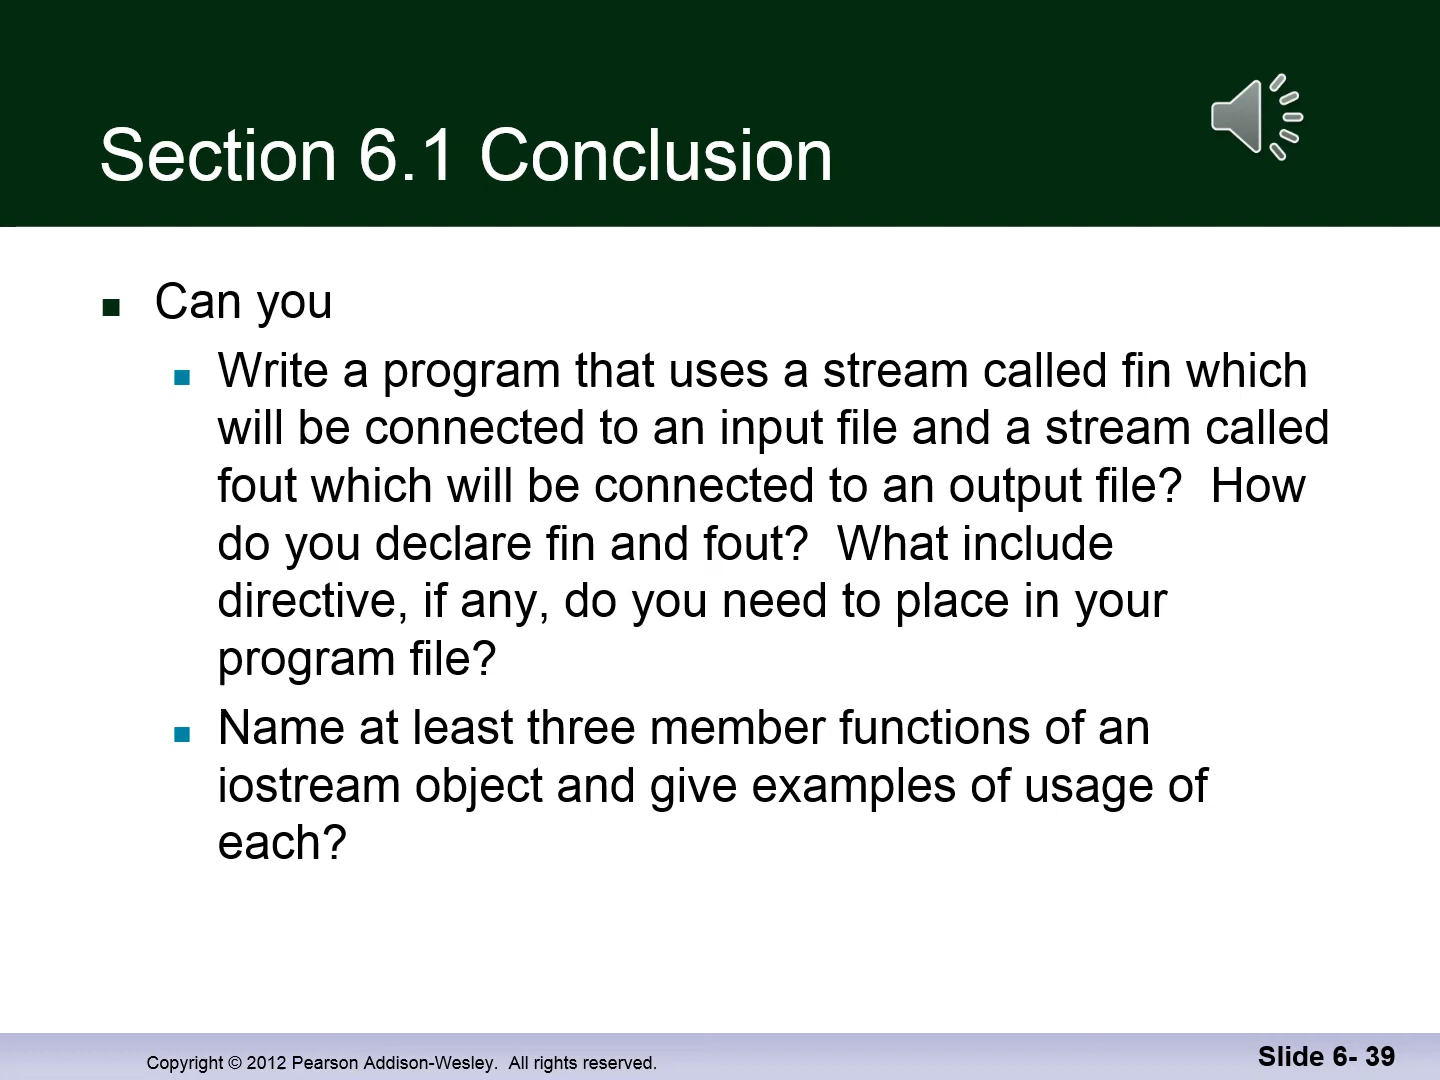 Section 6.1 Conclusion
Can you
Write a program that uses a stream called fin which
will be connected to an input file and a stream called
fout which will be connected to an output file?  How
do you declare fin and fout?  What include
directive, if any, do you need to place in your
program file?
Name at least three member functions of an
iostream object and give examples of usage of
each?
Copyright © 2012 Pearson Addison-Wesley.  All rights reserved.
Slide 6- 39